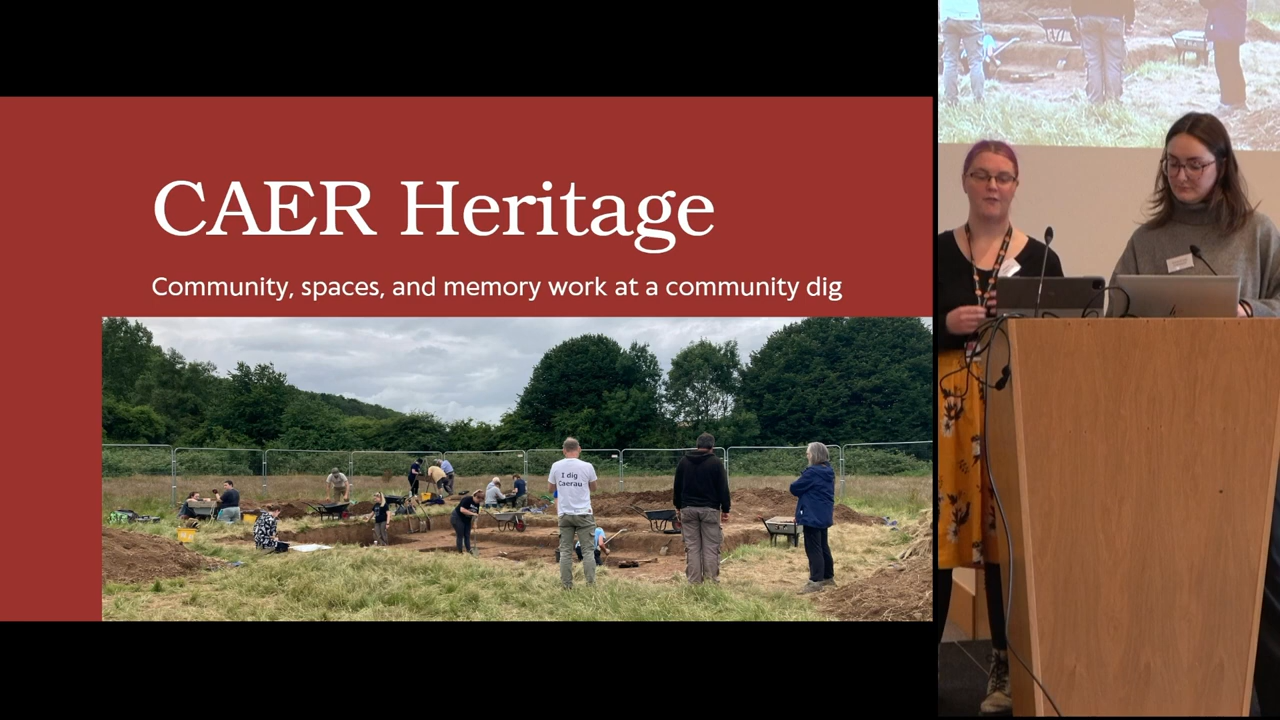 CAER Heritage
Community, spaces, and memory work at a community dig
I dig
Caerau